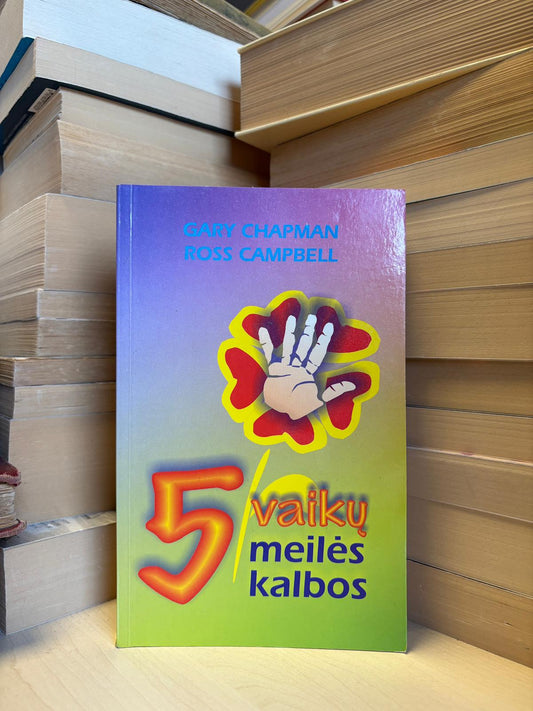 GARY CHAPMAN
ROSS CAMPBELL
5 vaikų
meilės
kalbos